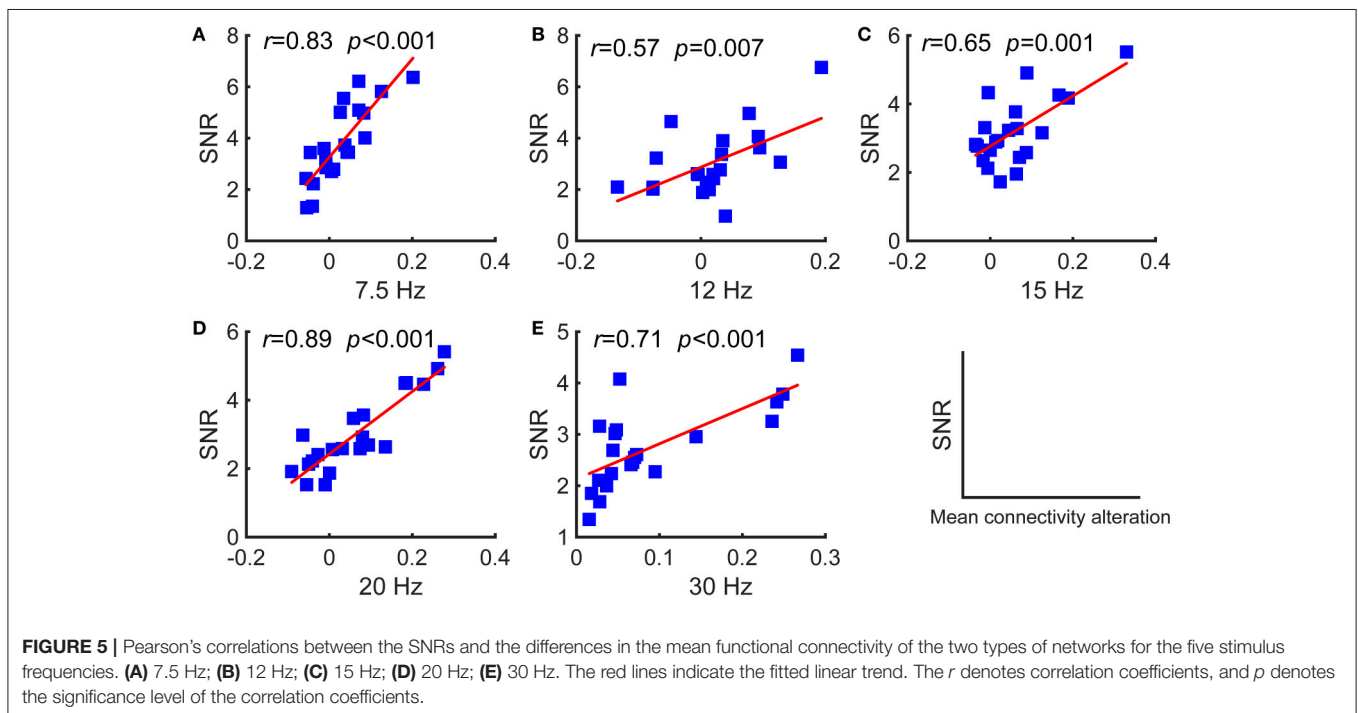 A
r=0.83 p<0.001
8
6
4
2
0
SNR
-0.2 0 0.2 0.4
7.5 Hz
B
r=0.57 p=0.007
8
6
4
2
0
SNR
-0.2 0 0.2
12 Hz
C
r=0.65 p=0.001
6
4
2
0
SNR
-0.2 0 0.2 0.4
15 Hz
D
r=0.89 p<0.001
6
4
2
0
SNR
-0.2 0 0.2 0.4
20 Hz
E
r=0.71 p<0.001
5
4
3
2
1
SNR
0 0.1 0.2 0.3
30 Hz
SNR
Mean connectivity alteration
FIGURE 5 | Pearson's correlations between the SNRs and the differences in the mean functional connectivity of the two types of networks for the five stimulus
frequencies. (A) 7.5 Hz; (B) 12 Hz; (C) 15 Hz; (D) 20 Hz; (E) 30 Hz. The red lines indicate the fitted linear trend. The r denotes correlation coefficients, and p denotes
the significance level of the correlation coefficients.